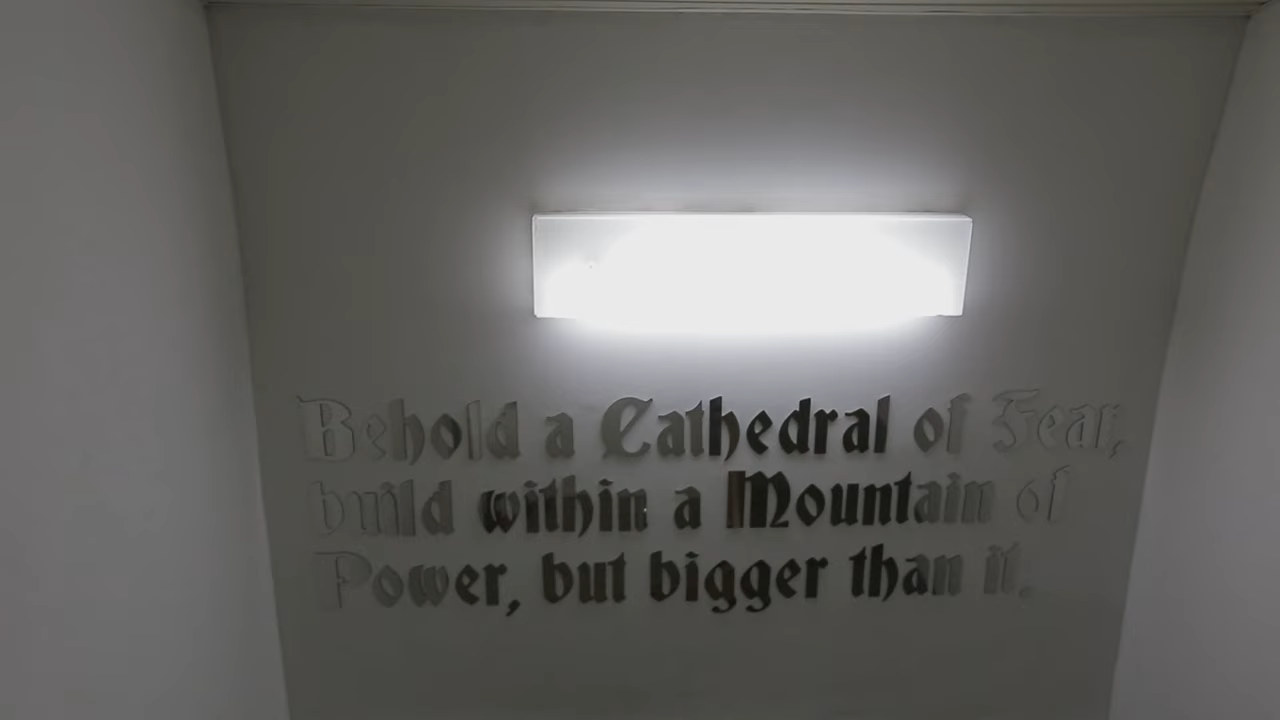 Behold a Cathedral of Fear,
build within a Mountain of
Power, but bigger than it.